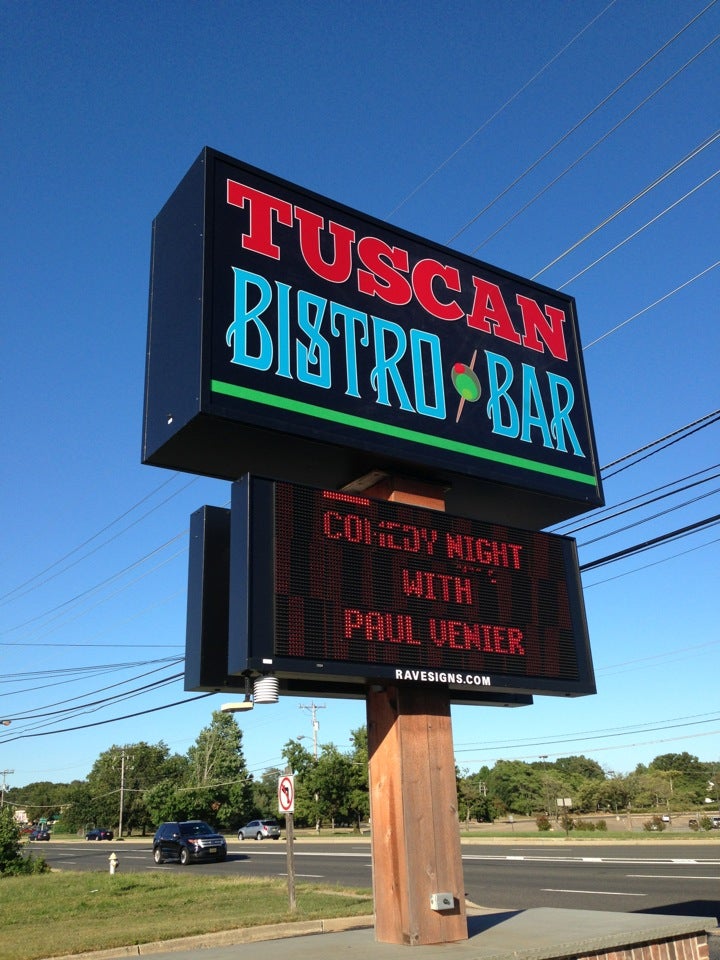 TUSCAN
BISTRO BAR
COMEDY NIGHT
WITH
PAUL VENIER
RAVESIGNS.COM